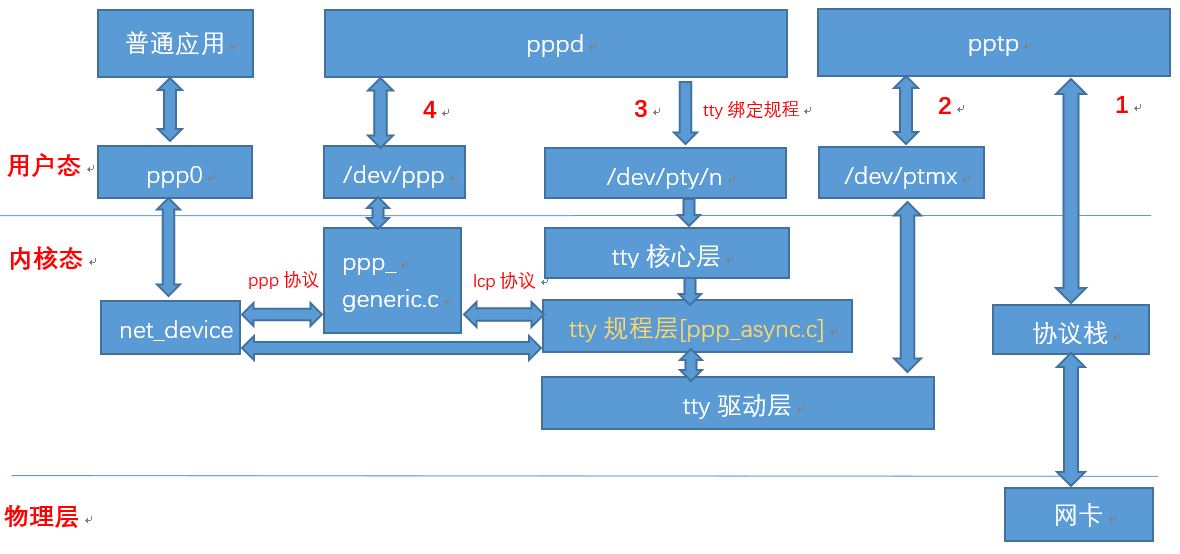 普通应用
pppd
pptp
4
3
tty 绑定规程
2
1
用户态
ppp0
/dev/ppp
/dev/pty/n
/dev/ptmx
内核态
ppp 协议
ppp_
generic.c
lcp 协议
tty 核心层
net_device
tty 规程层[ppp_async.c]
协议栈
tty 驱动层
物理层
网卡